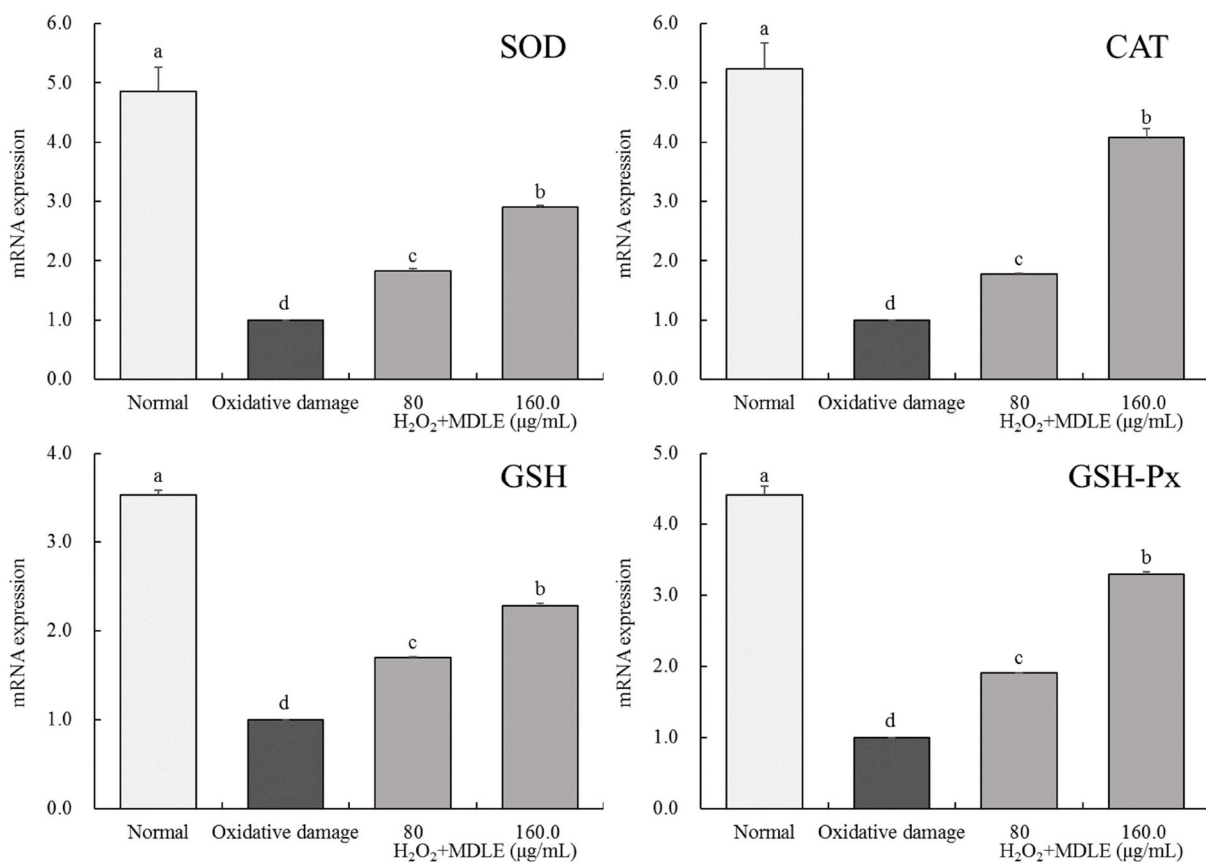 SOD
mRNA expression
6.0
5.0
4.0
3.0
2.0
1.0
0.0
a
d
c
b
Normal
Oxidative damage
80
160.0
H₂O₂+MDLE (μg/mL)
CAT
mRNA expression
6.0
5.0
4.0
3.0
2.0
1.0
0.0
a
d
c
b
Normal
Oxidative damage
80
160.0
H₂O₂+MDLE (μg/mL)
GSH
mRNA expression
4.0
3.0
2.0
1.0
0.0
a
d
c
b
Normal
Oxidative damage
80
160.0
H₂O₂+MDLE (μg/mL)
GSH-Px
mRNA expression
5.0
4.0
3.0
2.0
1.0
0.0
a
d
c
b
Normal
Oxidative damage
80
160.0
H₂O₂+MDLE (μg/mL)